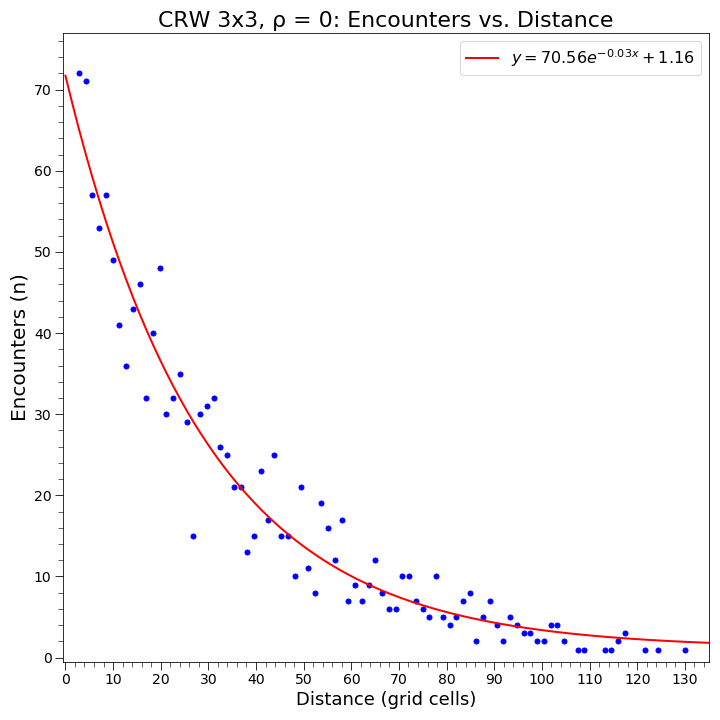 CRW 3x3, ρ = 0: Encounters vs. Distance
y = 70.56e^{-0.03x} + 1.16
Encounters (n)
70
60
50
40
30
20
10
0
0 10 20 30 40 50 60 70 80 90 100 110 120 130
Distance (grid cells)